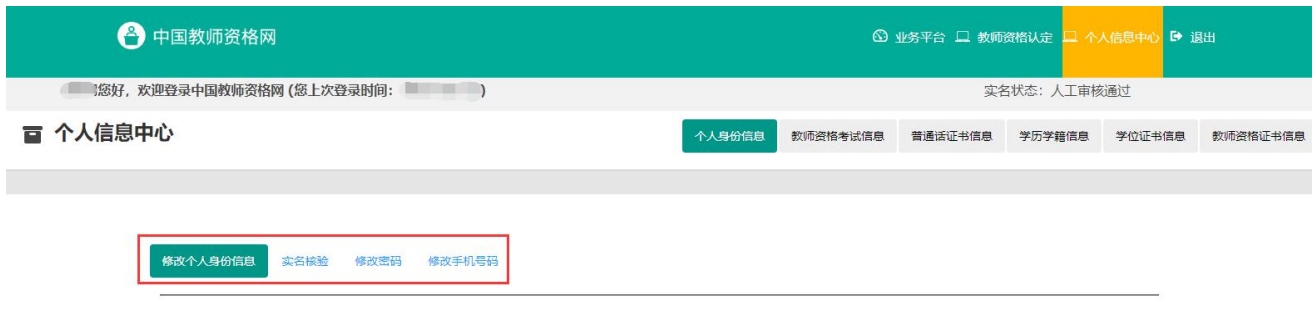 中国教师资格网
业务平台 教师资格认定 个人信息中心 退出
您好，欢迎登录中国教师资格网 (您上次登录时间： ) 实名状态：人工审核通过
个人信息中心 个人身份信息 教师资格考试信息 普通话证书信息 学历学籍信息 学位证书信息 教师资格证书信息
修改个人身份信息 实名核验 修改密码 修改手机号码